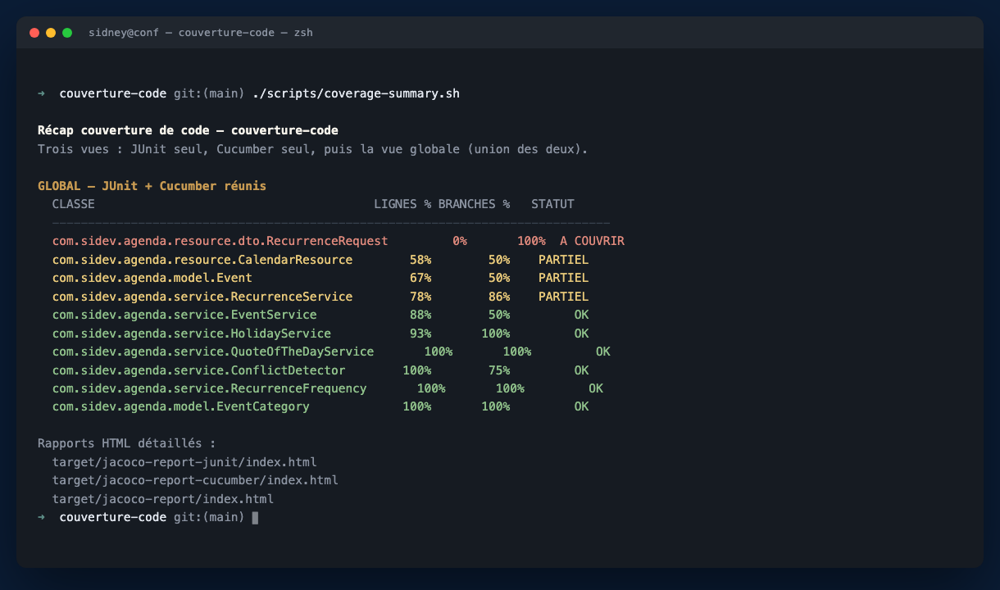 sidney@conf — couverture-code — zsh
➜ couverture-code git:(main) ./scripts/coverage-summary.sh
Récap couverture de code — couverture-code
Trois vues : JUnit seul, Cucumber seul, puis la vue globale (union des deux).
GLOBAL — JUnit + Cucumber réunis
CLASSE LIGNES % BRANCHES % STATUT
com.sidev.agenda.resource.dto.RecurrenceRequest 0% 100% A COUVRIR
com.sidev.agenda.resource.CalendarResource 58% 50% PARTIEL
com.sidev.agenda.model.Event 67% 50% PARTIEL
com.sidev.agenda.service.RecurrenceService 78% 86% PARTIEL
com.sidev.agenda.service.EventService 88% 50% OK
com.sidev.agenda.service.HolidayService 93% 100% OK
com.sidev.agenda.service.QuoteOfTheDayService 100% 100% OK
com.sidev.agenda.service.ConflictDetector 100% 75% OK
com.sidev.agenda.service.RecurrenceFrequency 100% 100% OK
com.sidev.agenda.model.EventCategory 100% 100% OK
Rapports HTML détaillés :
target/jacoco-report-junit/index.html
target/jacoco-report-cucumber/index.html
target/jacoco-report/index.html
➜ couverture-code git:(main)